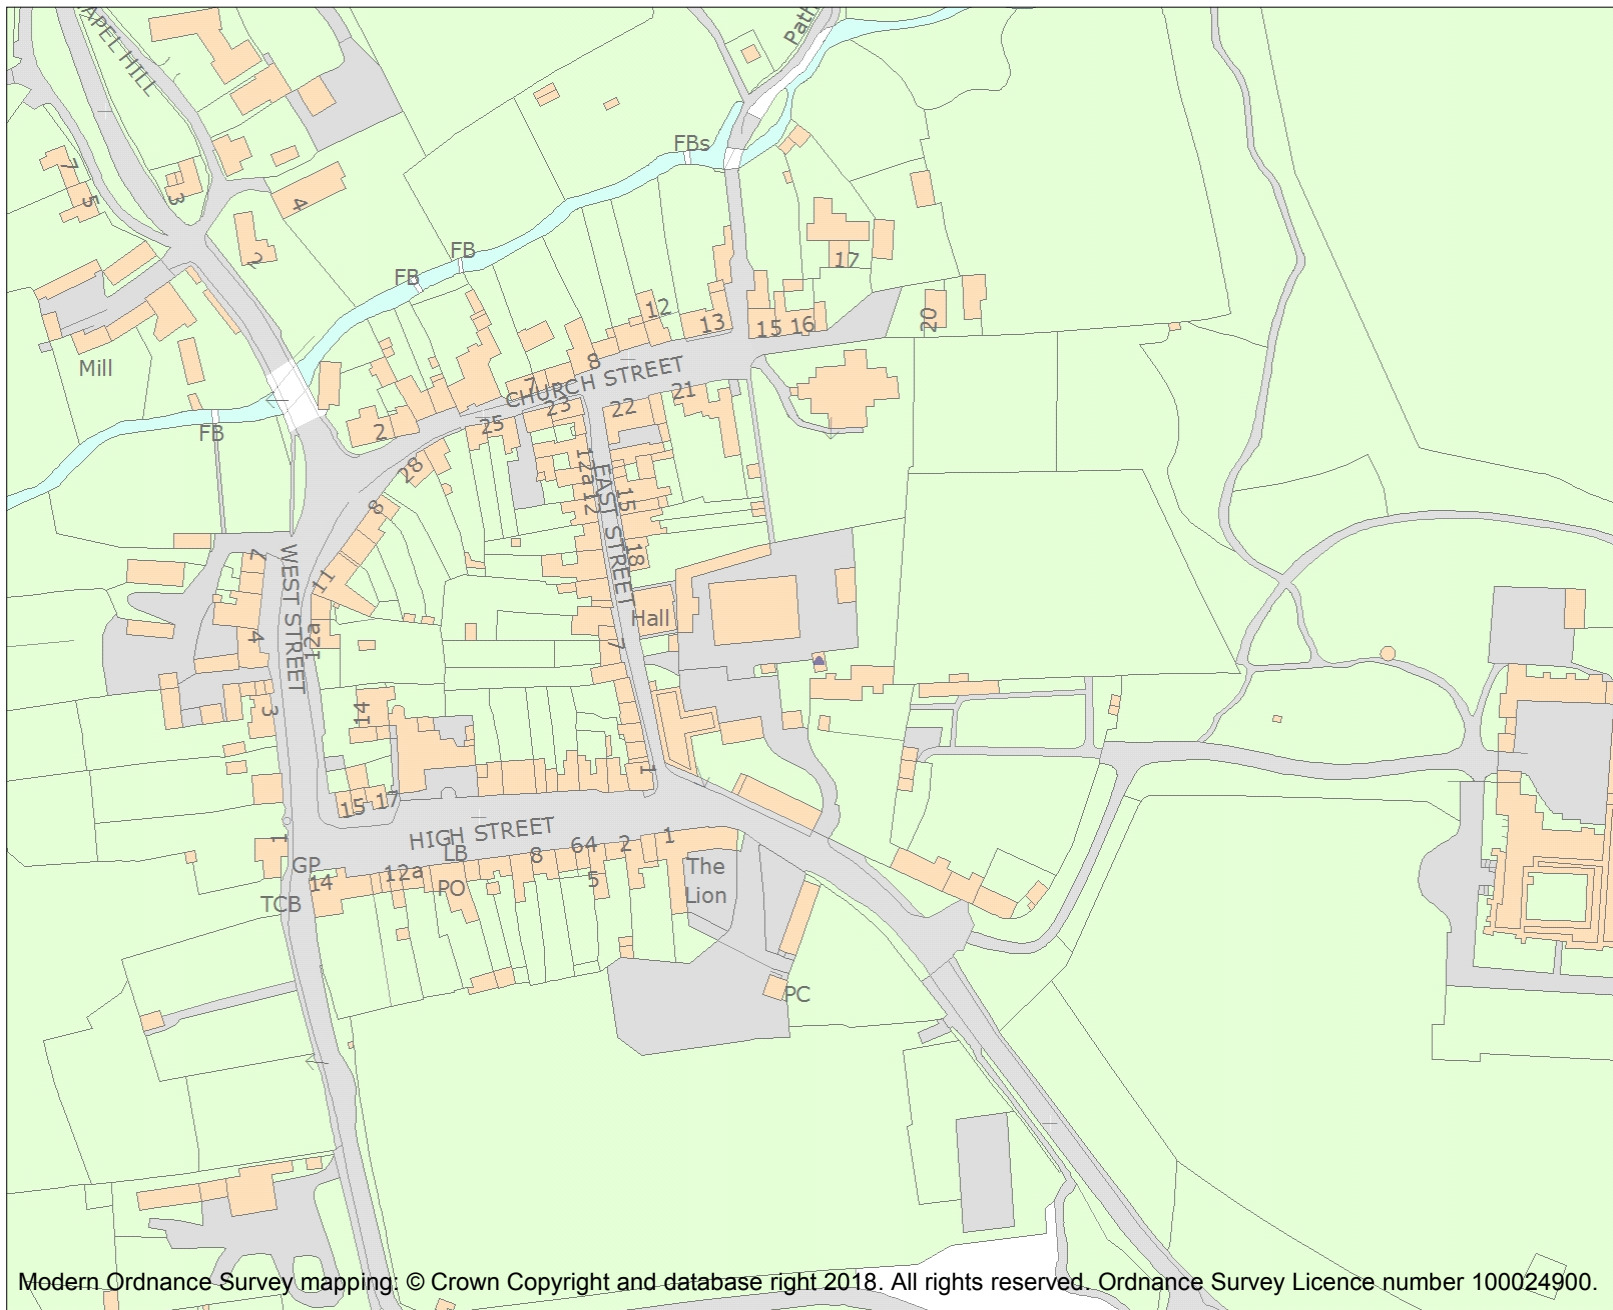 APEL HILL
Path
FBs
7
5
3
4
2
FB
FB
17
12
13
15
16
20
Mill
8
7
CHURCH STREET
21
23
22
25
2
FB
28
12a
12
EAST STREET
15
8
18
7
WEST STREET
11
Hall
4
12a
7
3
14
1
15
17
HIGH STREET
1
LB
8
64
2
1
GP
14
12a
PO
5
The
Lion
TCB
PC
Modern Ordnance Survey mapping: © Crown Copyright and database right 2018. All rights reserved. Ordnance Survey Licence number 100024900.